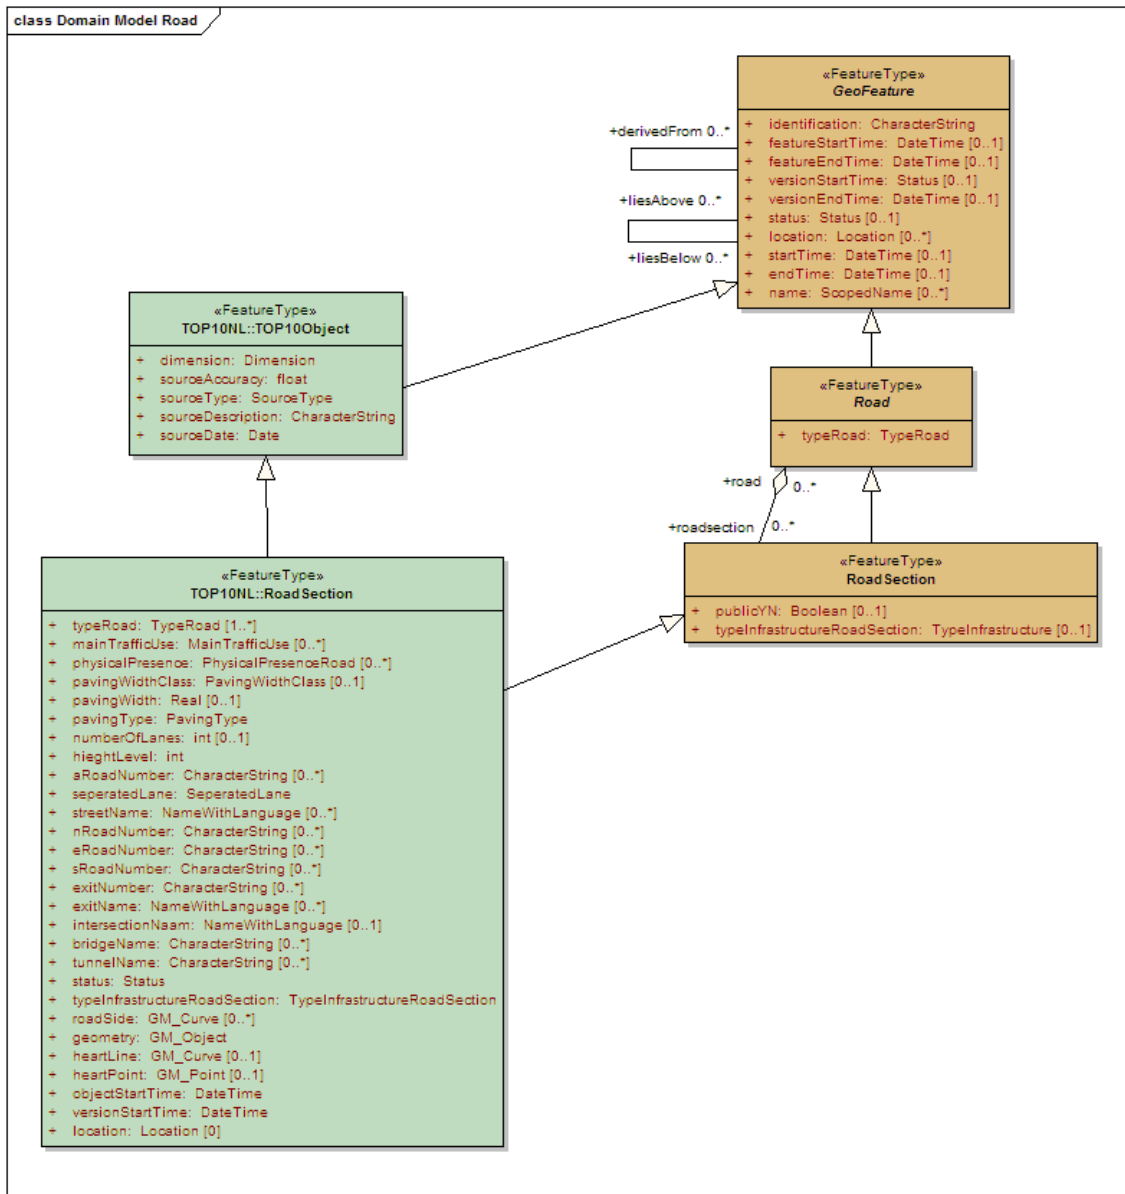 class Domain Model Road
«FeatureType»
GeoFeature
+ identification: CharacterString
+ featureStartTime: DateTime [0..1]
+ featureEndTime: DateTime [0..1]
+ versionStartTime: Status [0..1]
+ versionEndTime: DateTime [0..1]
+ status: Status [0..1]
+ location: Location [0..*]
+ startTime: DateTime [0..1]
+ endTime: DateTime [0..1]
+ name: ScopedName [0..*]
+derivedFrom 0..*
+liesAbove 0..*
+liesBelow 0..*
«FeatureType»
TOP10NL::TOP10Object
+ dimension: Dimension
+ sourceAccuracy: float
+ sourceType: SourceType
+ sourceDescription: CharacterString
+ sourceDate: Date
«FeatureType»
Road
+ typeRoad: TypeRoad
+road 0..*
+roadsection 0..*
«FeatureType»
RoadSection
+ publicYN: Boolean [0..1]
+ typeInfrastructureRoadSection: TypeInfrastructure [0..1]
«FeatureType»
TOP10NL::RoadSection
+ typeRoad: TypeRoad [1..*]
+ mainTrafficUse: MainTrafficUse [0..*]
+ physicalPresence: PhysicalPresenceRoad [0..*]
+ pavingWidthClass: PavingWidthClass [0..1]
+ pavingWidth: Real [0..1]
+ pavingType: PavingType
+ numberOfLanes: int [0..1]
+ hieghtLevel: int
+ aRoadNumber: CharacterString [0..*]
+ seperatedLane: SeperatedLane
+ streetName: NameWithLanguage [0..*]
+ nRoadNumber: CharacterString [0..*]
+ eRoadNumber: CharacterString [0..*]
+ sRoadNumber: CharacterString [0..*]
+ exitNumber: CharacterString [0..*]
+ exitName: NameWithLanguage [0..*]
+ intersectionNaam: NameWithLanguage [0..1]
+ bridgeName: CharacterString [0..*]
+ tunnelName: CharacterString [0..*]
+ status: Status
+ typeInfrastructureRoadSection: TypeInfrastructureRoadSection
+ roadSide: GM_Curve [0..*]
+ geometry: GM_Object
+ heartLine: GM_Curve [0..1]
+ heartPoint: GM_Point [0..1]
+ objectStartTime: DateTime
+ versionStartTime: DateTime
+ location: Location [0]